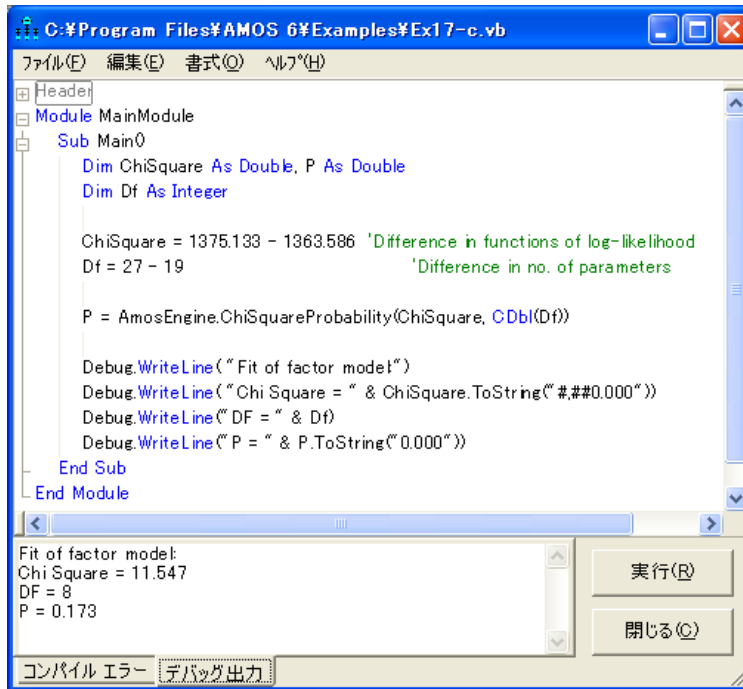 C:¥Program Files¥AMOS 6¥Examples¥Ex17-c.vb
ファイル(F) 編集(E) 書式(O) ヘルプ(H)
Header
Module MainModule
Sub Main()
Dim ChiSquare As Double, P As Double
Dim Df As Integer
ChiSquare = 1375.133 - 1363.586 'Difference in functions of log-likelihood
Df = 27 - 19 'Difference in no. of parameters
P = AmosEngine.ChiSquareProbability(ChiSquare, CDbl(Df))
Debug.WriteLine("Fit of factor model:")
Debug.WriteLine("Chi Square = " & ChiSquare.ToString("#,##0.000"))
Debug.WriteLine("DF = " & Df)
Debug.WriteLine("P = " & P.ToString("0.000"))
End Sub
End Module
Fit of factor model:
Chi Square = 11.547
DF = 8
P = 0.173
実行(R)
閉じる(C)
コンパイル エラー デバッグ出力